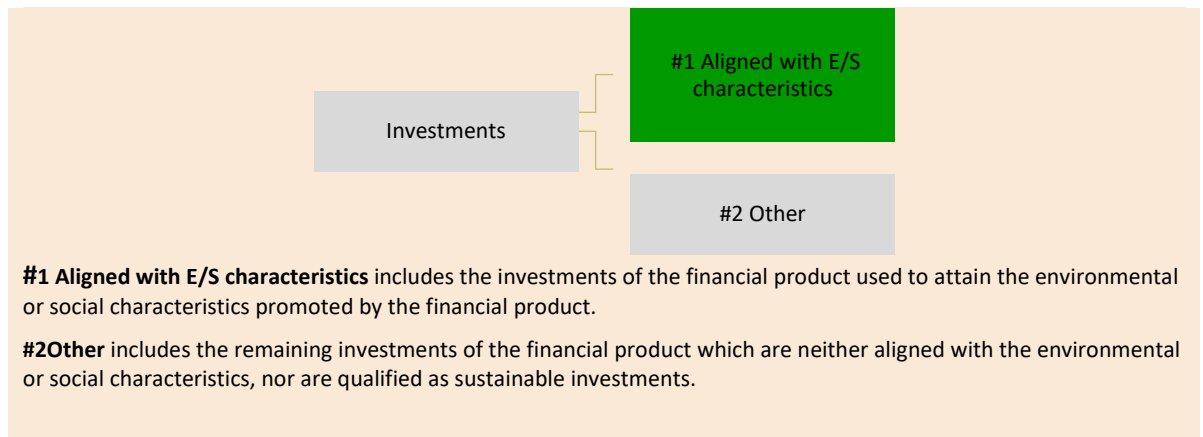 #1 Aligned with E/S
characteristics
Investments
#2 Other
#1 Aligned with E/S characteristics includes the investments of the financial product used to attain the environmental
or social characteristics promoted by the financial product.
#2Other includes the remaining investments of the financial product which are neither aligned with the environmental
or social characteristics, nor are qualified as sustainable investments.